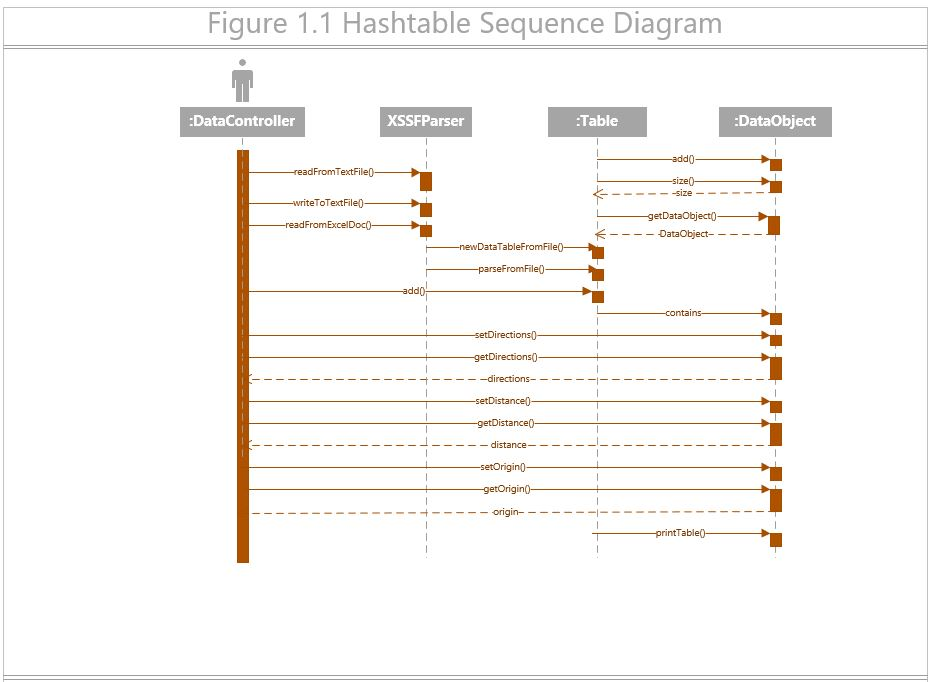 Figure 1.1 Hashtable Sequence Diagram
:DataController
XSSFParser
:Table
:DataObject
add()
readFromTextFile()
size()
size
writeToTextFile()
getDataObject()
readFromExcelDoc()
DataObject
newDataTableFromFile()
parseFromFile()
add()
contains
setDirections()
getDirections()
directions
setDistance()
getDistance()
distance
setOrigin()
getOrigin()
origin
printTable()